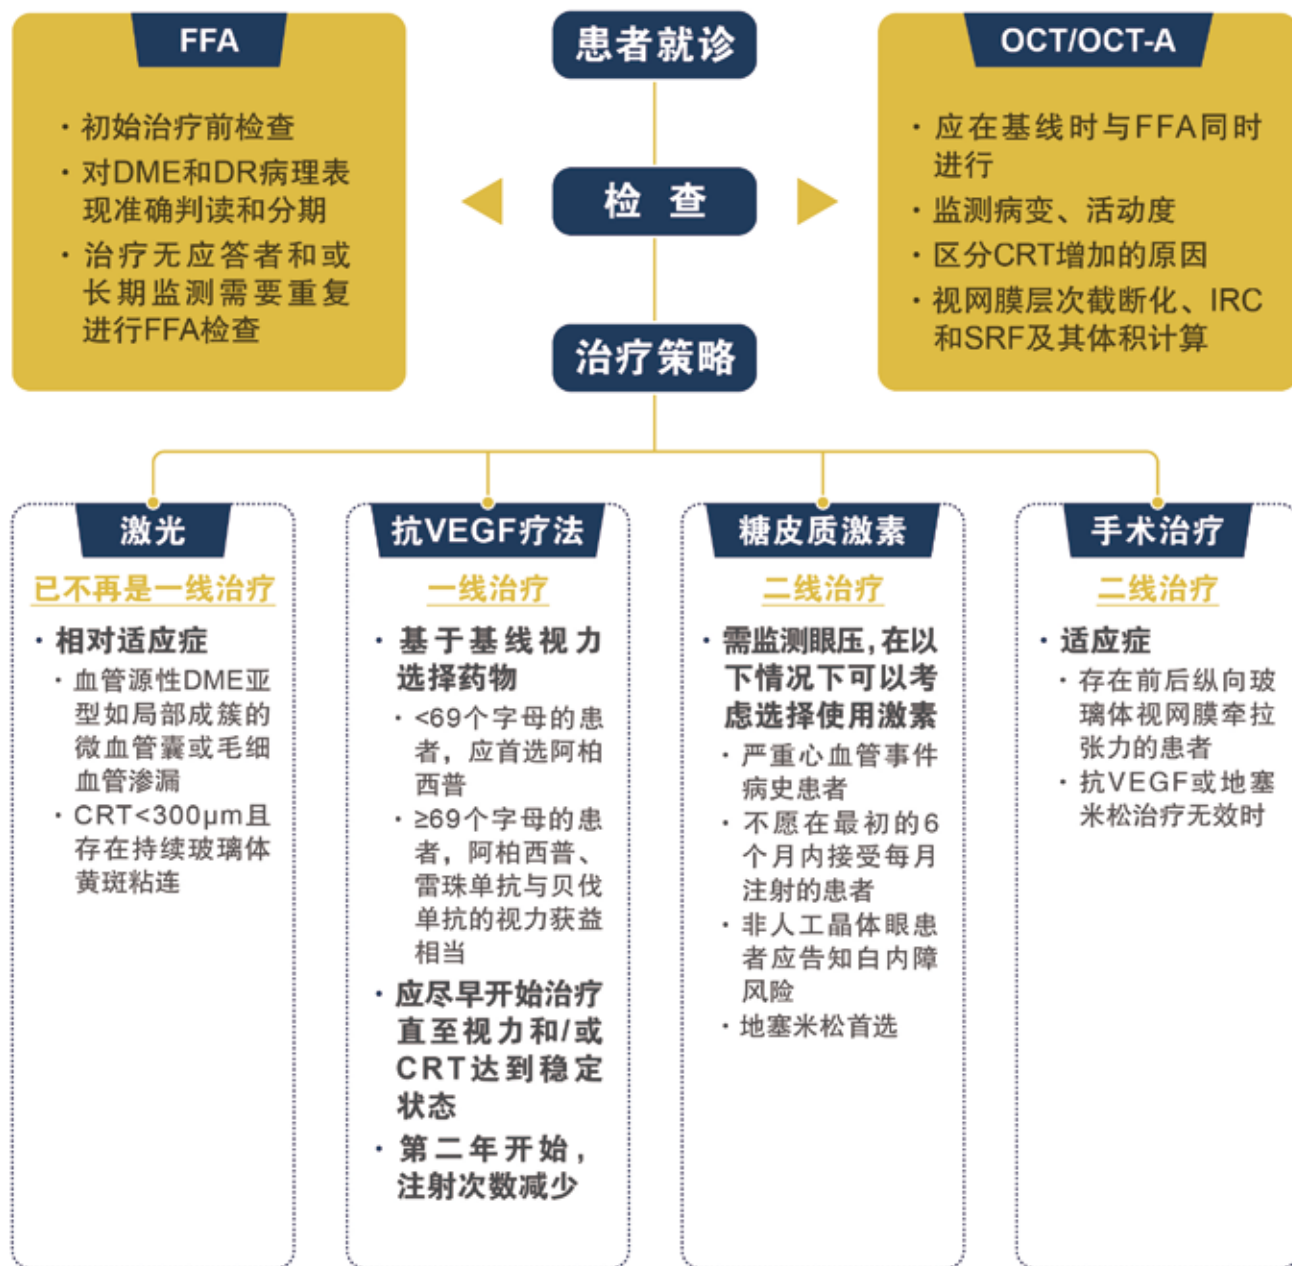 患者就诊
检 查
FFA
· 初始治疗前检查
· 对DME和DR病理表
现准确判读和分期
· 治疗无应答者和或
长期监测需要重复
进行FFA检查
OCT/OCT-A
· 应在基线时与FFA同时
进行
· 监测病变、活动度
· 区分CRT增加的原因
· 视网膜层次截断化、IRC
和SRF及其体积计算
治疗策略
激光
已不再是一线治疗
· 相对适应症
· 血管源性DME亚
型如局部成簇的
微血管囊或毛细
血管渗漏
· CRT<300μm且
存在持续玻璃体
黄斑粘连
抗VEGF疗法
一线治疗
· 基于基线视力
选择药物
· <69个字母的患
者，应首选阿柏
西普
· ≥69个字母的患
者，阿柏西普、
雷珠单抗与贝伐
单抗的视力获益
相当
· 应尽早开始治疗
直至视力和/或
CRT达到稳定
状态
· 第二年开始，
注射次数减少
糖皮质激素
二线治疗
· 需监测眼压，在以
下情况下可以考
虑选择使用激素
· 严重心血管事件
病史患者
· 不愿在最初的6
个月内接受每月
注射的患者
· 非人工晶体眼患
者应告知白内障
风险
· 地塞米松首选
手术治疗
二线治疗
· 适应症
· 存在前后纵向玻
璃体视网膜牵拉
张力的患者
· 抗VEGF或地塞
米松治疗无效时